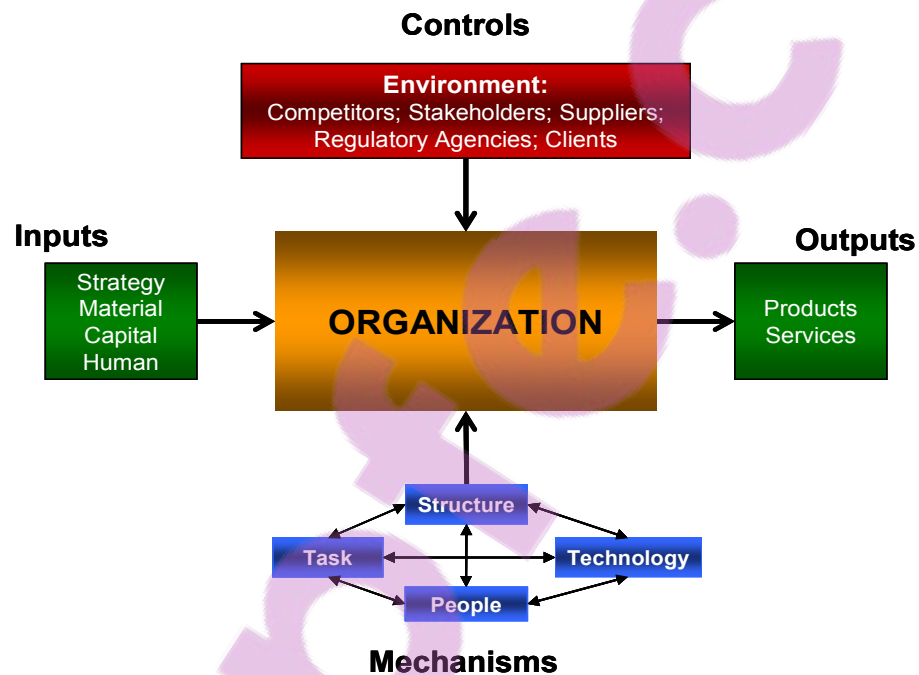 Controls
Environment:
Competitors; Stakeholders; Suppliers;
Regulatory Agencies; Clients
Inputs
Strategy
Material
Capital
Human
ORGANIZATION
Outputs
Products
Services
Structure
Task
Technology
People
Mechanisms